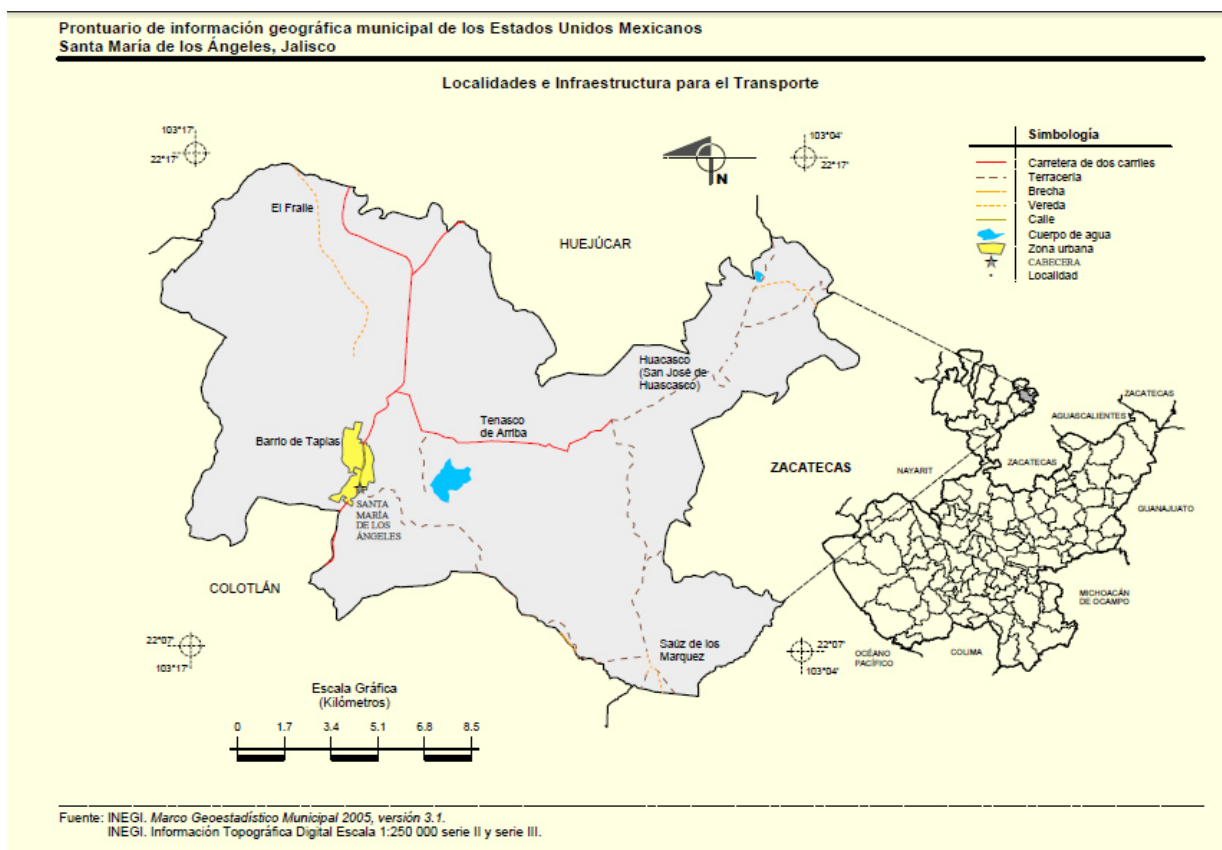 Prontuario de información geográfica municipal de los Estados Unidos Mexicanos
Santa María de los Ángeles, Jalisco
Localidades e Infraestructura para el Transporte
103°17'
22°17'
103°04'
22°17'
N
Simbología
Carretera de dos carriles
Terracería
Brecha
Vereda
Calle
Cuerpo de agua
Zona urbana
CABECERA
Localidad
El Fraile
HUEJÚCAR
Huacasco
(San José de
Huascasco)
Tenasco
de Arriba
Barrio de Tapias
SANTA
MARÍA
DE LOS
ÁNGELES
ZACATECAS
COLOTLÁN
Saúz de los
Marquez
22°07'
103°17'
22°07'
103°04'
ZACATECAS
AGUASCALIENTES
NAYARIT
ZACATECAS
GUANAJUATO
MICHOACÁN
DE OCAMPO
COLIMA
OCÉANO
PACÍFICO
Escala Gráfica
(Kilómetros)
0 1.7 3.4 5.1 6.8 8.5
Fuente: INEGI. Marco Geoestadístico Municipal 2005, versión 3.1.
INEGI. Información Topográfica Digital Escala 1:250 000 serie II y serie III.